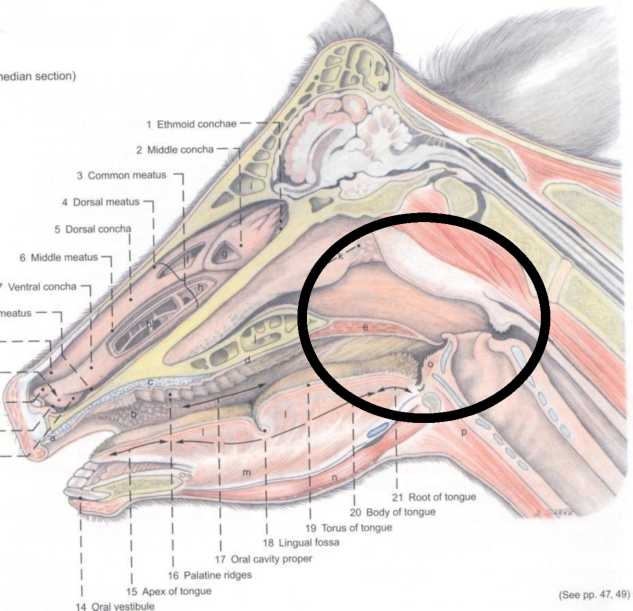 nedian section)
1 Ethmoid conchae
2 Middle concha
3 Common meatus
4 Dorsal meatus
5 Dorsal concha
6 Middle meatus
7 Ventral concha
meatus
k
g
h
h
i
e
d
c
b
a
l
o
m
n
p
21 Root of tongue
20 Body of tongue
19 Torus of tongue
18 Lingual fossa
17 Oral cavity proper
16 Palatine ridges
15 Apex of tongue
14 Oral vestibule
(See pp. 47, 49)